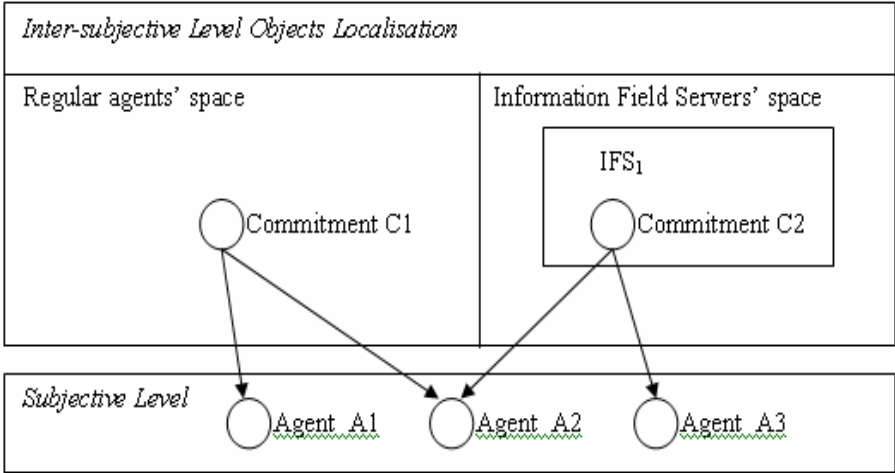 Inter-subjective Level Objects Localisation
Regular agents' space
Information Field Servers' space
IFS₁
Commitment C1
Commitment C2
Subjective Level
Agent A1
Agent A2
Agent A3